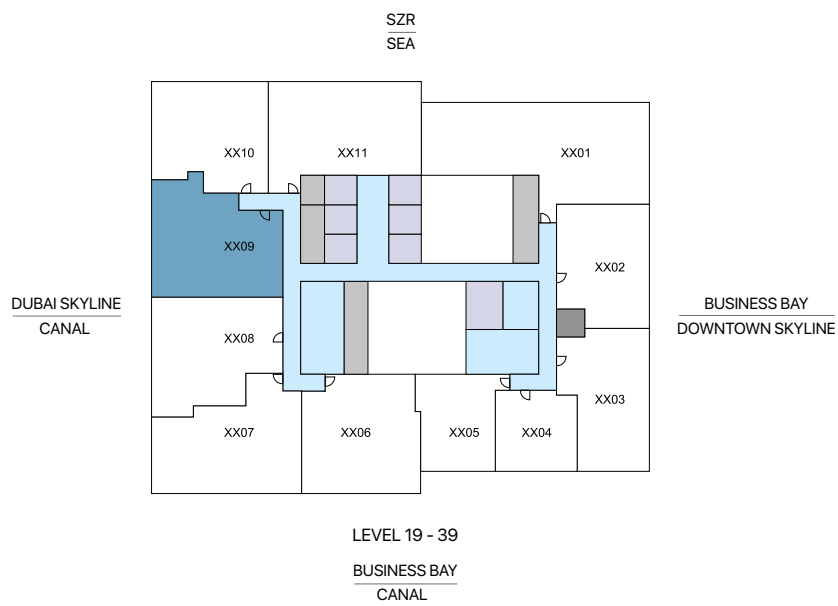 SZR
SEA
XX10
XX11
XX01
XX09
XX02
DUBAI SKYLINE
CANAL
BUSINESS BAY
DOWNTOWN SKYLINE
XX08
XX03
XX07
XX06
XX05
XX04
LEVEL 19 - 39
BUSINESS BAY
CANAL